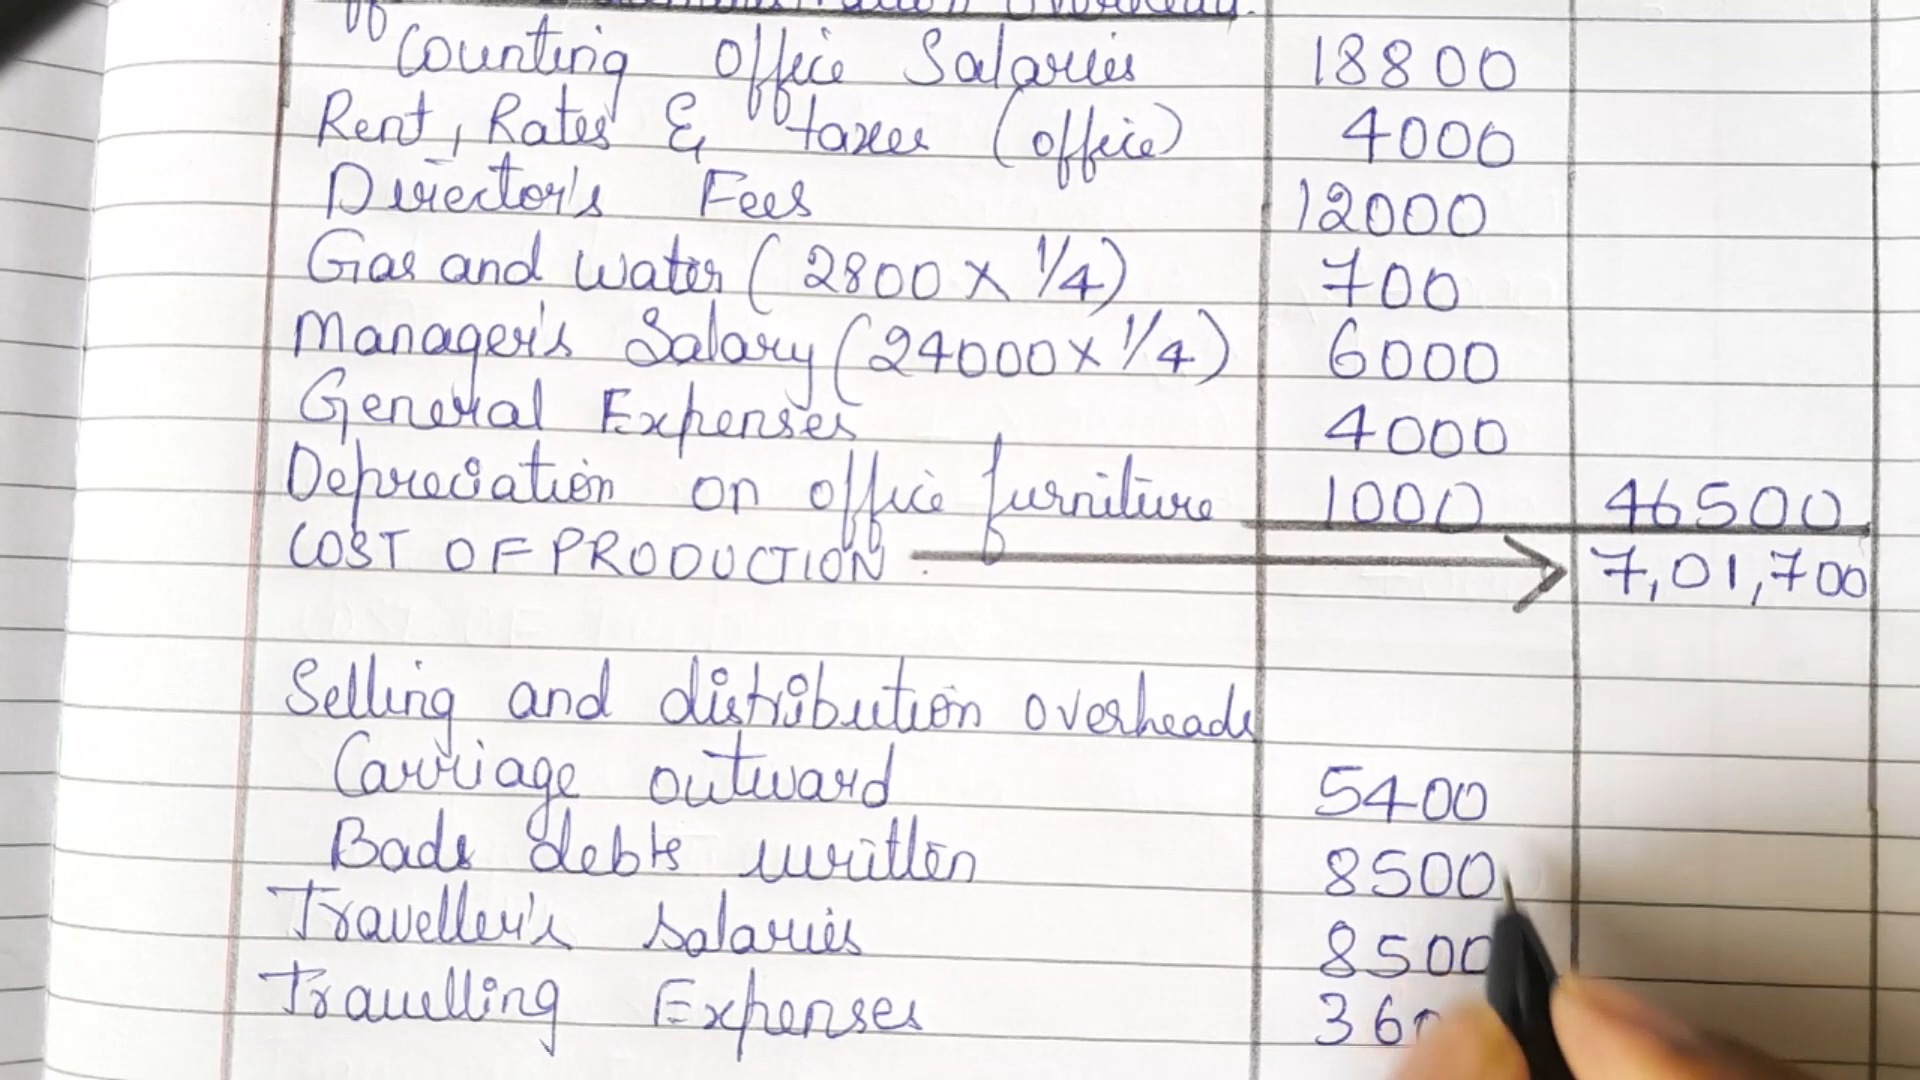 Counting office Salaries 18800
Rent, Rates & taxes (office) 4000
Director's Fees 12000
Gas and water (2800 x 1/4) 700
Manager's Salary (24000 x 1/4) 6000
General Expenses 4000
Depreciation on office furniture 1000 46500
COST OF PRODUCTION 7,01,700
Selling and distribution overheads
Carriage outward 5400
Bads debts written 8500
Traveller's salaries 8500
Travelling Expenses